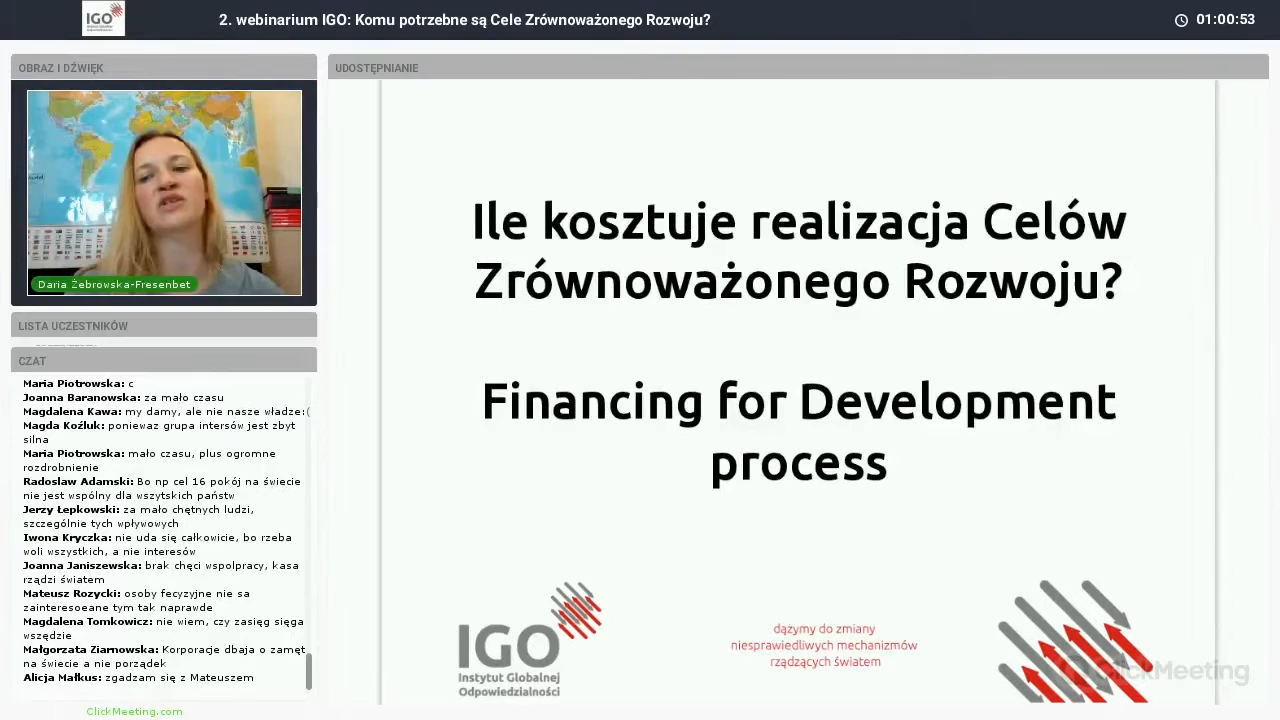 IGO
2. webinarium IGO: Komu potrzebne są Cele Zrównoważonego Rozwoju?
01:00:53
OBRAZ I DŹWIĘK
Daria Żebrowska-Fresenbet
LISTA UCZESTNIKÓW
CZAT
Maria Piotrowska: c
Joanna Baranowska: za mało czasu
Magdalena Kawa: my damy, ale nie nasze władze:(
Magda Koźluk: poniewaz grupa intersów jest zbyt
silna
Maria Piotrowska: mało czasu, plus ogromne
rozdrobnienie
Radoslaw Adamski: Bo np cel 16 pokój na świecie
nie jest wspólny dla wszytskich państw
Jerzy Łepkowski: za mało chętnych ludzi,
szczególnie tych wpływowych
Iwona Kryczka: nie uda się całkowicie, bo rzeba
woli wszystkich, a nie interesów
Joanna Janiszewska: brak chęci wspolpracy, kasa
rządzi światem
Mateusz Rozycki: osoby fecyzyjne nie sa
zainteresoeane tym tak naprawde
Magdalena Tomkowicz: nie wiem, czy zasięg sięga
wszędzie
Małgorzata Ziarnowska: Korporacje dbaja o zamęt
na świecie a nie porządek
Alicja Małkus: zgadzam się z Mateuszem
ClickMeeting.com
UDOSTĘPNIANIE
Ile kosztuje realizacja Celów
Zrównoważonego Rozwoju?
Financing for Development
process
IGO
Instytut Globalnej
Odpowiedzialności
dążymy do zmiany
niesprawiedliwych mechanizmów
rządzących światem
ClickMeeting